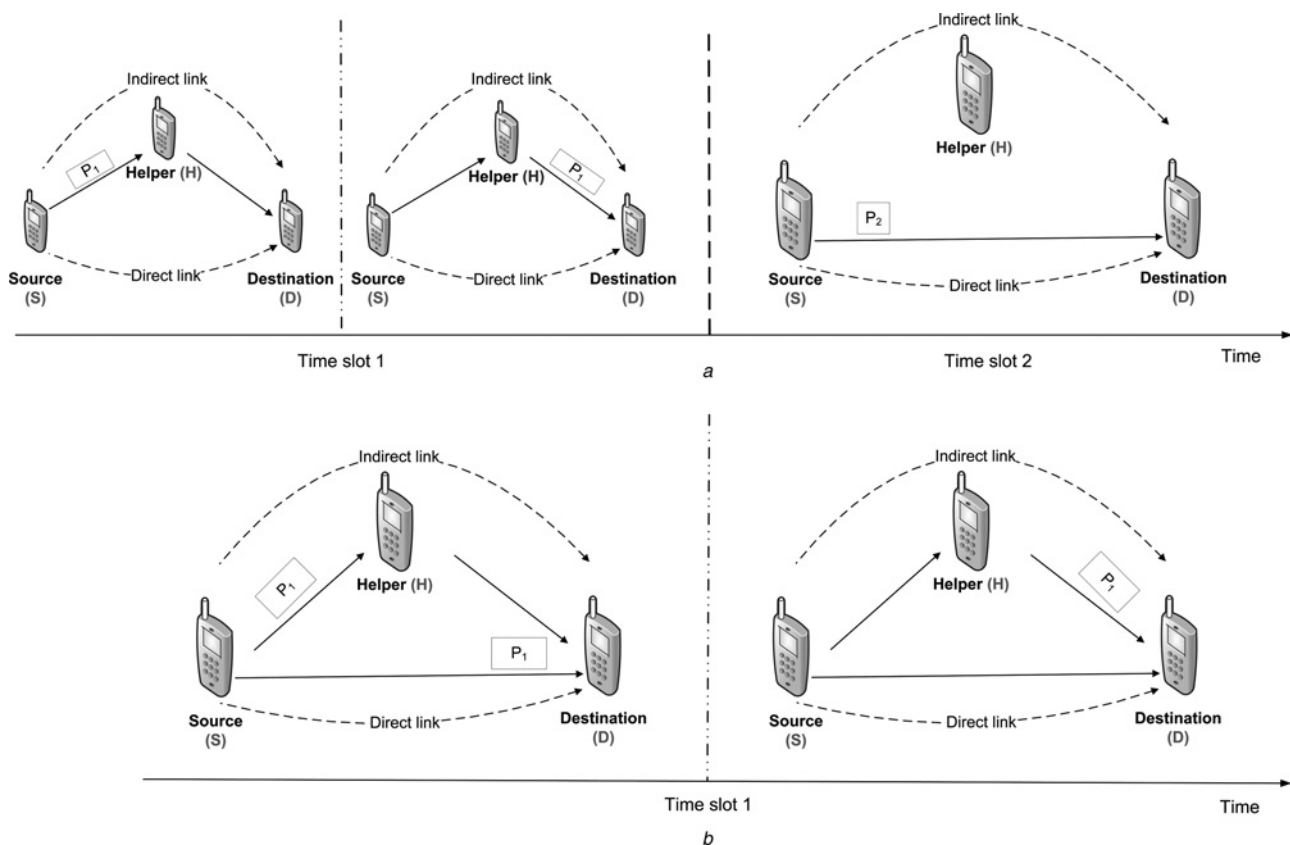 Indirect link
P1
Helper (H)
Source
(S)
Direct link
Destination
(D)
Indirect link
P1
Helper (H)
Source
(S)
Direct link
Destination
(D)
Indirect link
Helper (H)
P2
Source
(S)
Direct link
Destination
(D)
Time slot 1
Time slot 2
Time
a
Indirect link
P1
Helper (H)
P1
Source
(S)
Direct link
Destination
(D)
Indirect link
Helper (H)
P1
Source
(S)
Direct link
Destination
(D)
Time slot 1
Time
b